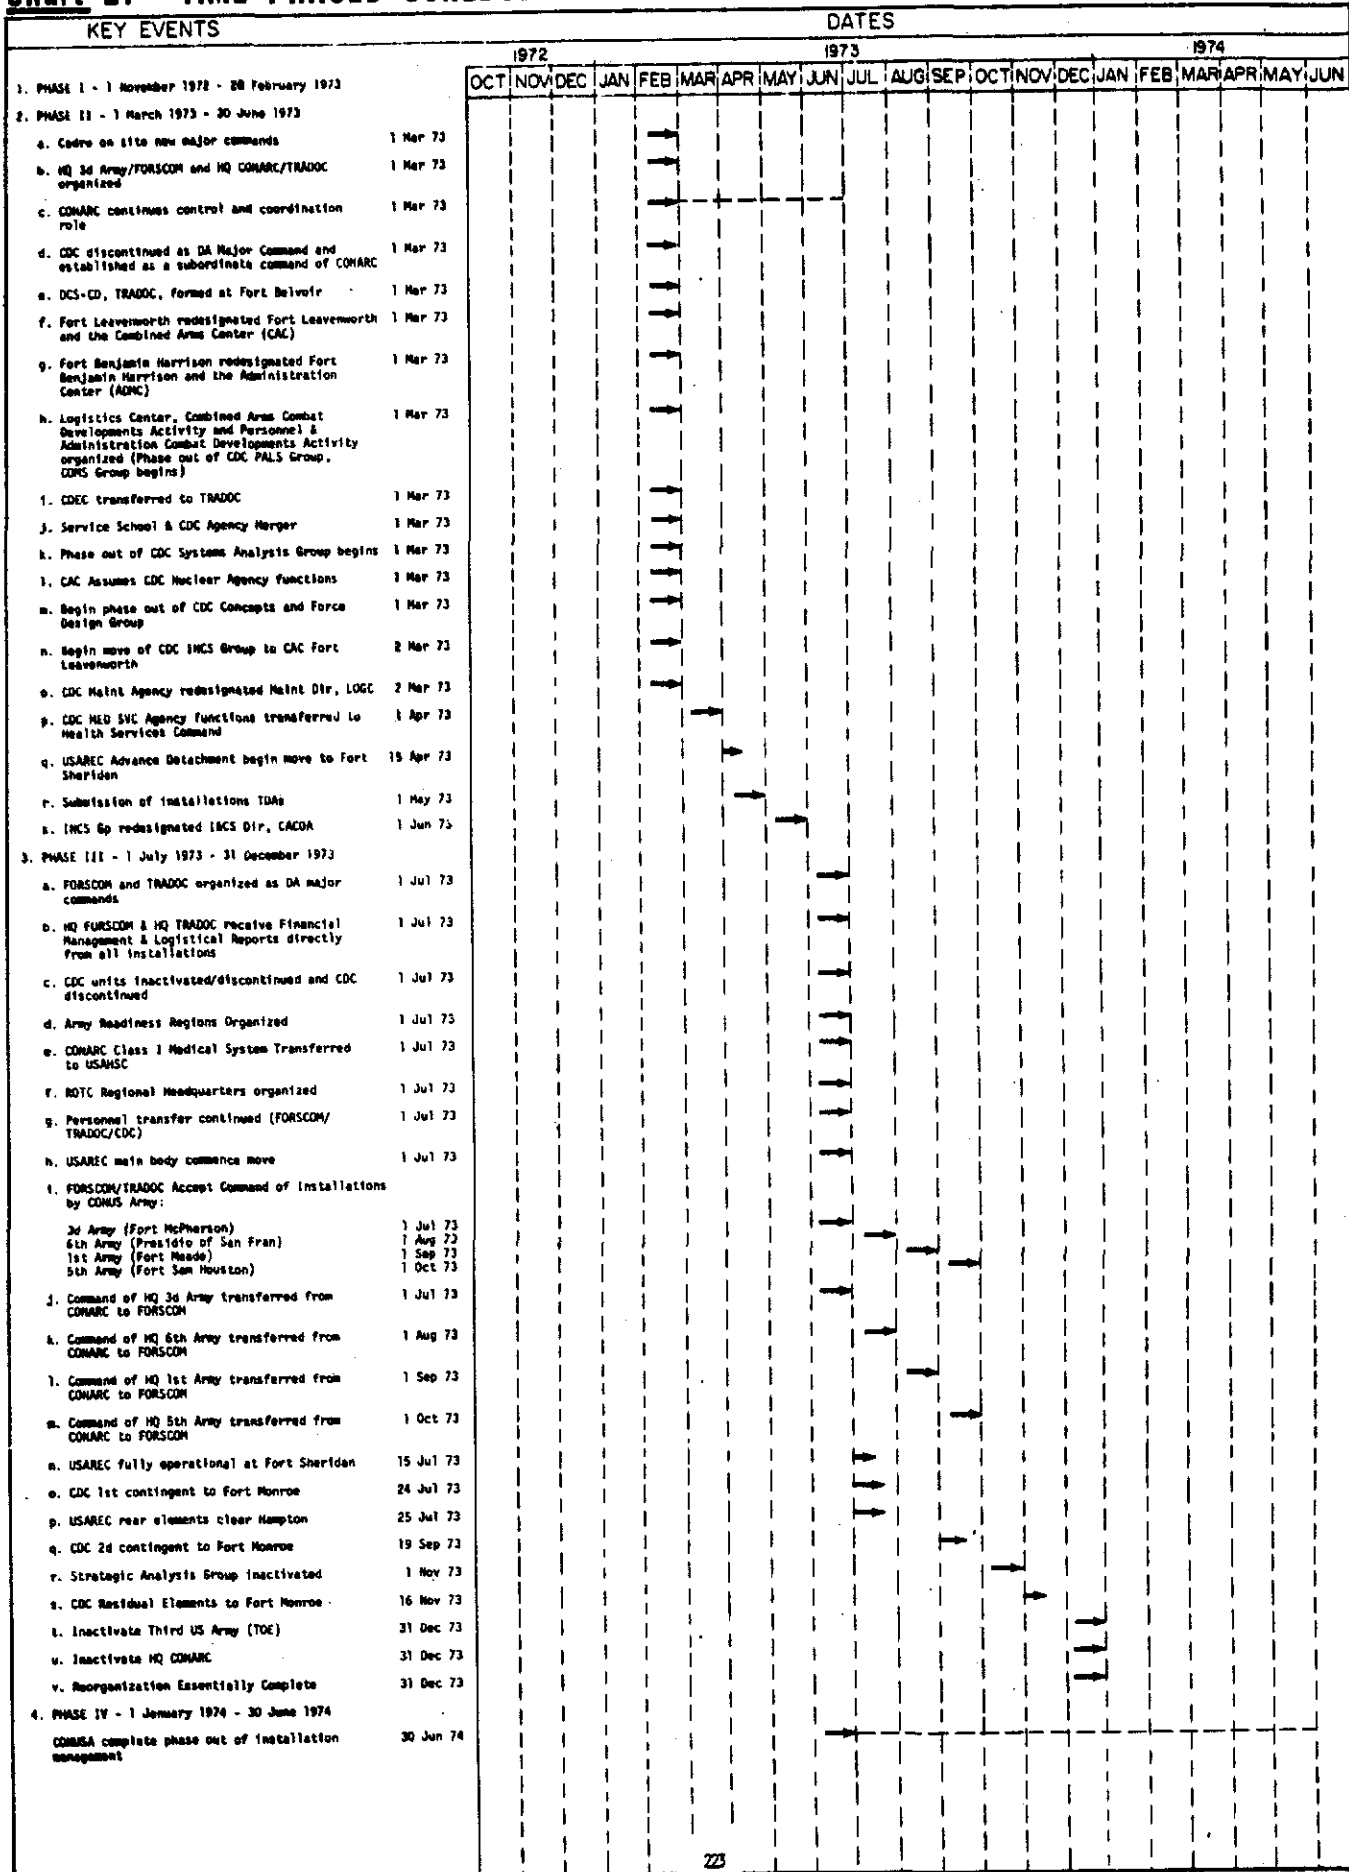 KEY EVENTS
DATES
1972
1973
1974
OCT NOV DEC JAN FEB MAR APR MAY JUN JUL AUG SEP OCT NOV DEC JAN FEB MAR APR MAY JUN
1. PHASE I - 1 November 1972 - 28 February 1973
2. PHASE II - 1 March 1973 - 30 June 1973
a. Cadre on site new major commands 1 Mar 73
b. HQ 3d Army/FORSCOM and HQ CONARC/TRADOC 1 Mar 73
organized
c. CONARC continues control and coordination 1 Mar 73
role
d. CDC discontinued as DA Major Command and 1 Mar 73
established as a subordinate command of CONARC
e. DCS-CD, TRADOC, formed at Fort Belvoir 1 Mar 73
f. Fort Leavenworth redesignated Fort Leavenworth 1 Mar 73
and the Combined Arms Center (CAC)
g. Fort Benjamin Harrison redesignated Fort 1 Mar 73
Benjamin Harrison and the Administration
Center (ADMC)
h. Logistics Center, Combined Arms Combat 1 Mar 73
Developments Activity and Personnel &
Administration Combat Developments Activity
organized (Phase out of CDC PALS Group,
COMS Group begins)
i. CDEC transferred to TRADOC 1 Mar 73
j. Service School & CDC Agency Merger 1 Mar 73
k. Phase out of CDC Systems Analysis Group begins 1 Mar 73
l. CAC Assumes CDC Nuclear Agency functions 1 Mar 73
m. Begin phase out of CDC Concepts and Force 1 Mar 73
Design Group
n. Begin move of CDC INCS Group to CAC Fort 2 Mar 73
Leavenworth
o. CDC Maint Agency redesignated Maint Dir, LOGC 2 Mar 73
p. CDC MED SVC Agency functions transferred to 1 Apr 73
Health Services Command
q. USAREC Advance Detachment begin move to Fort 15 Apr 73
Sheridan
r. Submission of installations TDAs 1 May 73
s. INCS Gp redesignated INCS Dir, CACDA 1 Jun 73
3. PHASE III - 1 July 1973 - 31 December 1973
a. FORSCOM and TRADOC organized as DA major 1 Jul 73
commands
b. HQ FORSCOM & HQ TRADOC receive Financial 1 Jul 73
Management & Logistical Reports directly
from all installations
c. CDC units inactivated/discontinued and CDC 1 Jul 73
discontinued
d. Army Readiness Regions Organized 1 Jul 73
e. CONARC Class I Medical System Transferred 1 Jul 73
to USAHSC
f. ROTC Regional Headquarters organized 1 Jul 73
g. Personnel transfer continued (FORSCOM/ 1 Jul 73
TRADOC/CDC)
h. USAREC main body commence move 1 Jul 73
i. FORSCOM/TRADOC Accept Command of Installations
by CONUS Army:
3d Army (Fort McPherson) 1 Jul 73
6th Army (Presidio of San Fran) 1 Aug 73
1st Army (Fort Meade) 1 Sep 73
5th Army (Fort Sam Houston) 1 Oct 73
j. Command of HQ 3d Army transferred from 1 Jul 73
CONARC to FORSCOM
k. Command of HQ 6th Army transferred from 1 Aug 73
CONARC to FORSCOM
l. Command of HQ 1st Army transferred from 1 Sep 73
CONARC to FORSCOM
m. Command of HQ 5th Army transferred from 1 Oct 73
CONARC to FORSCOM
n. USAREC fully operational at Fort Sheridan 15 Jul 73
o. CDC 1st contingent to Fort Monroe 24 Jul 73
p. USAREC rear elements clear Hampton 25 Jul 73
q. CDC 2d contingent to Fort Monroe 19 Sep 73
r. Strategic Analysis Group inactivated 1 Nov 73
s. CDC Residual Elements to Fort Monroe 16 Nov 73
t. Inactivate Third US Army (TOE) 31 Dec 73
u. Inactivate HQ CONARC 31 Dec 73
v. Reorganization Essentially Complete 31 Dec 73
4. PHASE IV - 1 January 1974 - 30 June 1974
CONUSA complete phase out of installation 30 Jun 74
management
223